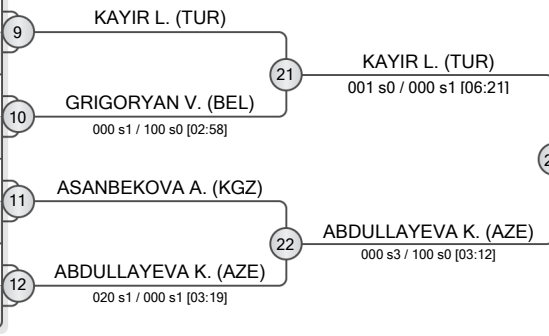 9
KAYIR L. (TUR)
21
KAYIR L. (TUR)
001 s0 / 000 s1 [06:21]
10
GRIGORYAN V. (BEL)
000 s1 / 100 s0 [02:58]
11
ASANBEKOVA A. (KGZ)
22
ABDULLAYEVA K. (AZE)
000 s3 / 100 s0 [03:12]
12
ABDULLAYEVA K. (AZE)
020 s1 / 000 s1 [03:19]